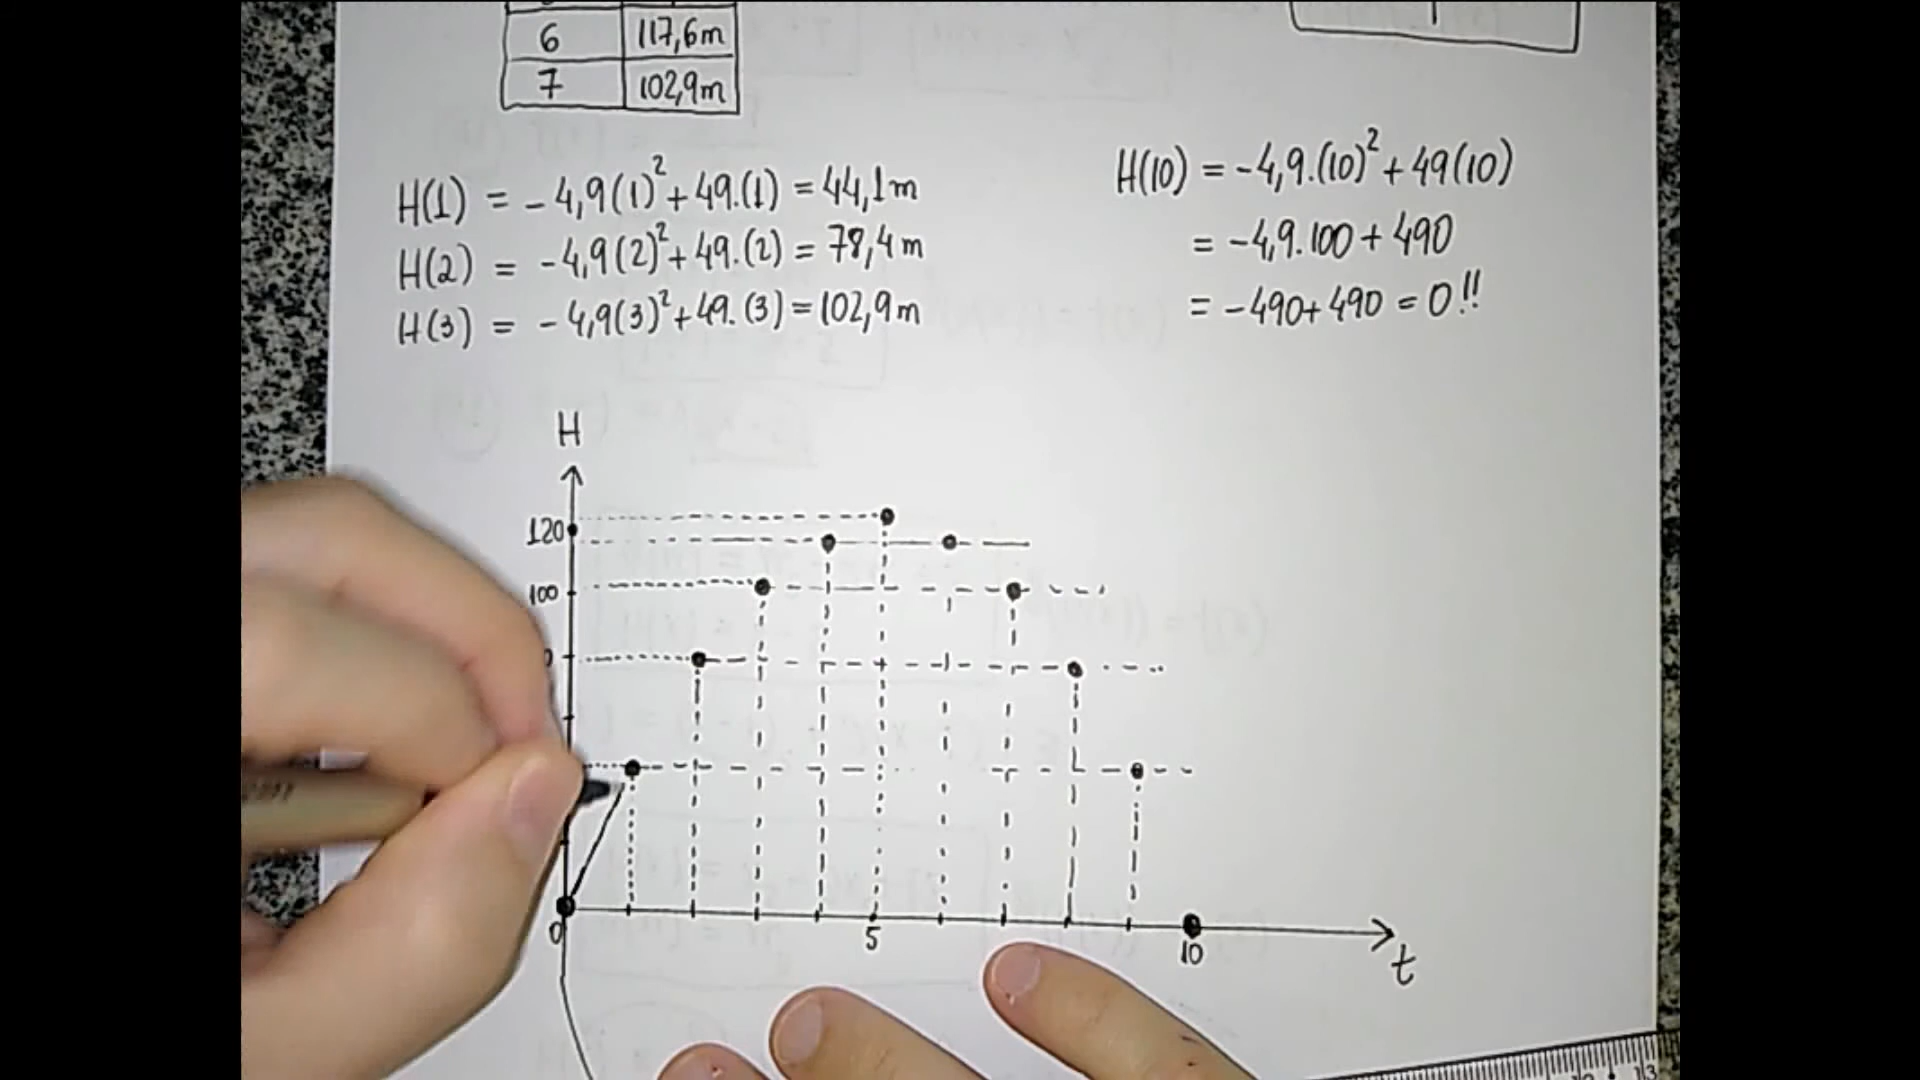 6 117,6m
7 102,9m
H(1) = -4,9(1)²+49.(1) = 44,1m
H(2) = -4,9(2)²+49.(2) = 78,4m
H(3) = -4,9(3)²+49.(3) = 102,9m
H(10) = -4,9.(10)²+49(10)
= -4,9.100+490
= -490+490 = 0!!
H
120
100
0
0
5
10
t
13